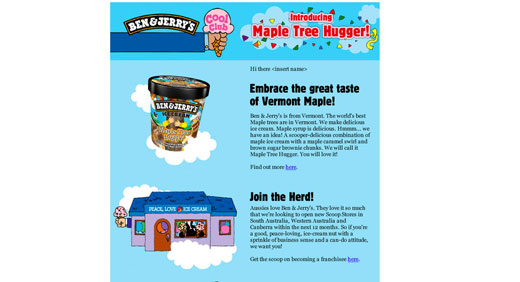 BEN & JERRY'S
Cool
Club
Introducing
Maple Tree Hugger!
Hi there <insert name>
Embrace the great taste
of Vermont Maple!
Ben & Jerry's is from Vermont. The world's best
Maple trees are in Vermont. We make delicious
ice cream. Maple syrup is delicious. Hmmm... we
have an idea! A scooper-delicious combination of
maple ice cream with a maple caramel swirl and
brown sugar brownie chunks. We will call it
Maple Tree Hugger. You will love it!
Find out more here.
BEN & JERRY'S
ICE CREAM
Maple Tree
Hugger
Join the Herd!
Aussies love Ben & Jerry's. They love it so much
that we're looking to open new Scoop Stores in
South Australia, Western Australia and
Canberra within the next 12 months. So if you're
a good, peace-loving, ice-cream nut with a
sprinkle of business sense and a can-do attitude,
we want you!
Get the scoop on becoming a franchisee here.
PEACE, LOVE & ICE CREAM